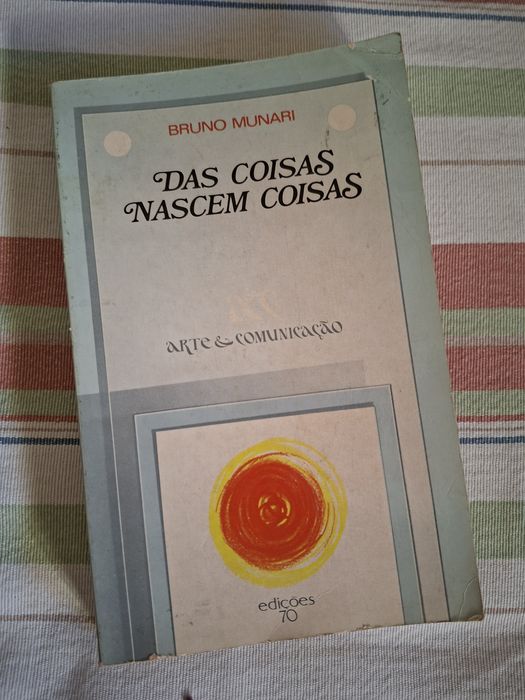 BRUNO MUNARI
DAS COISAS
NASCEM COISAS
ARTE & COMUNICAÇÃO
edições
70